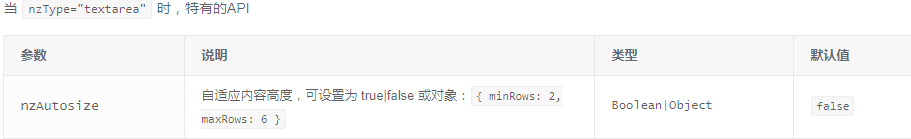 当 nzType="textarea" 时，特有的API
参数 说明 类型 默认值
nzAutosize 自适应内容高度，可设置为 true|false 或对象：{ minRows: 2, Boolean|Object false
maxRows: 6 }